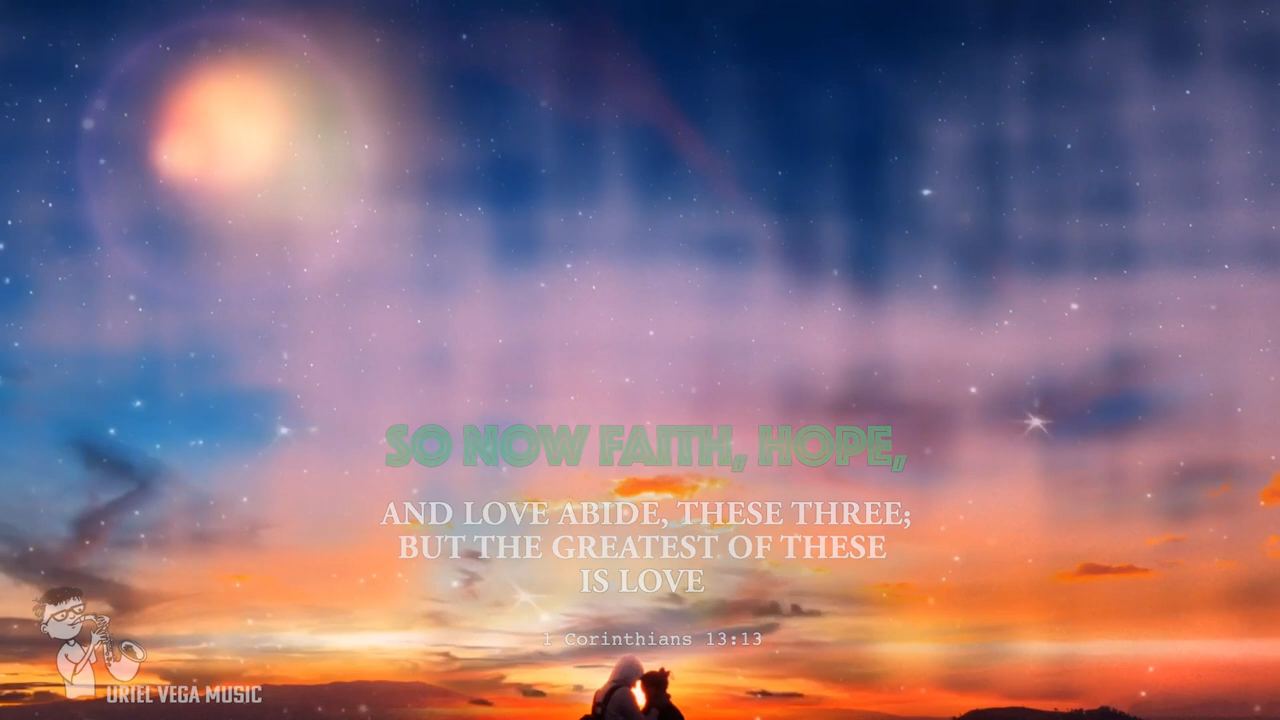 SO NOW FAITH, HOPE,
AND LOVE ABIDE, THESE THREE;
BUT THE GREATEST OF THESE
IS LOVE
1 Corinthians 13:13
URIEL VEGA MUSIC